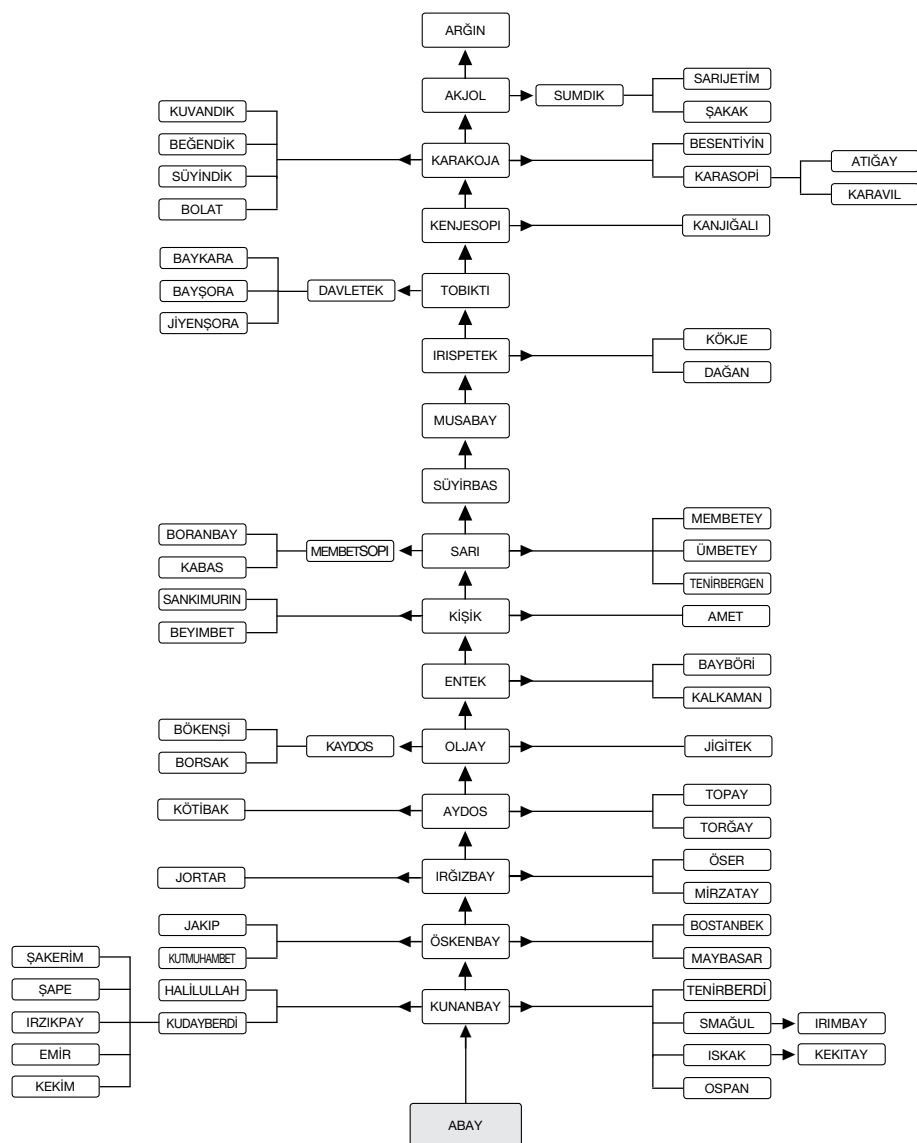 ARĞIN
AKJOL
SUMDIK
SARIJETİM
ŞAKAK
KUVANDIK
BEĞENDİK
SÜYİNDİK
BOLAT
KARAKOJA
BESENTİYİN
KARASOPİ
ATIĞAY
KARAVIL
KENJESOPI
KANJIĞALI
BAYKARA
BAYŞORA
JİYENŞORA
DAVLETEK
TOBIKTI
IRISPETEK
KÖKJE
DAĞAN
MUSABAY
SÜYİRBAS
BORANBAY
KABAS
MEMBETSOPI
SARI
MEMBETEY
ÜMBETEY
TENİRBERGEN
SANKIMURIN
BEYIMBET
KİŞİK
AMET
ENTEK
BAYBÖRİ
KALKAMAN
BÖKENŞİ
BORSAK
KAYDOS
OLJAY
JİGİTEK
KÖTİBAK
AYDOS
TOPAY
TORĞAY
JORTAR
IRĞIZBAY
ÖSER
MİRZATAY
JAKIP
KUTMUHAMBET
ÖSKENBAY
BOSTANBEK
MAYBASAR
ŞAKERİM
ŞAPE
IRZIKPAY
EMİR
KEKİM
HALİLULLAH
KUDAYBERDİ
KUNANBAY
TENİRBERDİ
SMAĞUL
IRIMBAY
ISKAK
KEKITAY
OSPAN
ABAY